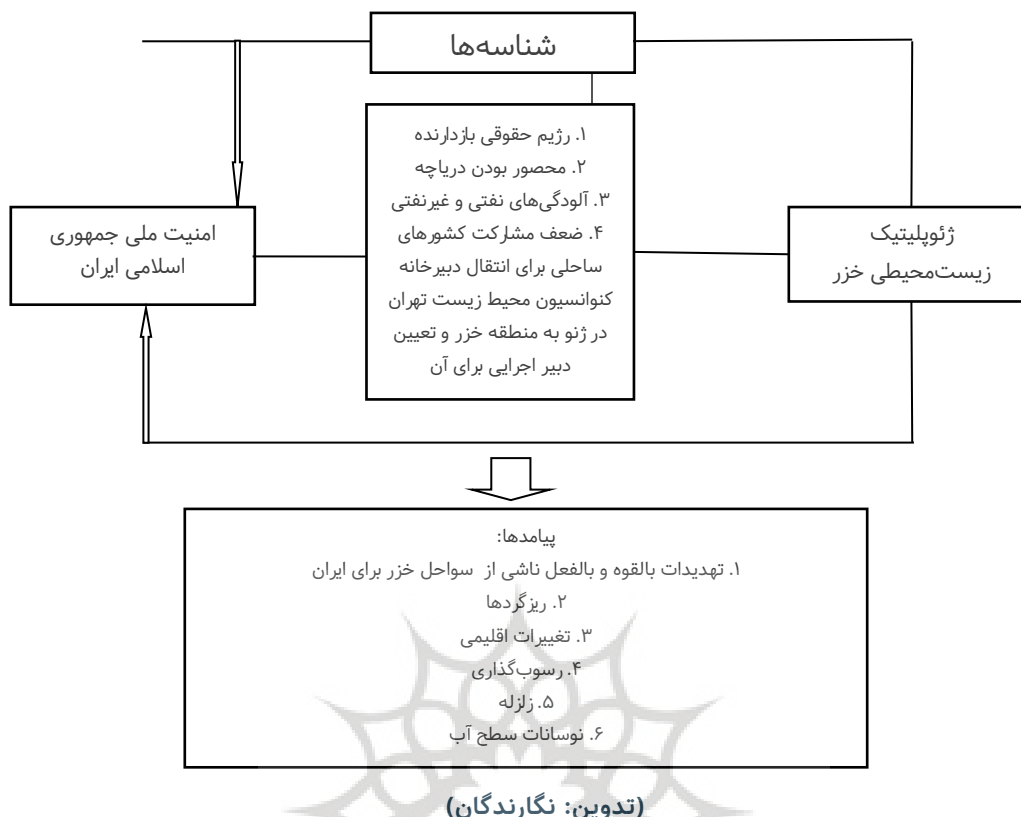 شناسه‌ها
۱. رژیم حقوقی بازدارنده
۲. محصور بودن دریاچه
۳. آلودگی‌های نفتی و غیرنفتی
۴. ضعف مشارکت کشورهای
ساحلی برای انتقال دبیرخانه
کنوانسیون محیط زیست تهران
در ژنو به منطقه خزر و تعیین
دبیر اجرایی برای آن
ژئوپلیتیک
زیست‌محیطی خزر
امنیت ملی جمهوری
اسلامی ایران
پیامدها:
۱. تهدیدات بالقوه و بالفعل ناشی از سواحل خزر برای ایران
۲. ریزگردها
۳. تغییرات اقلیمی
۴. رسوب‌گذاری
۵. زلزله
۶. نوسانات سطح آب
(تدوین: نگارندگان)